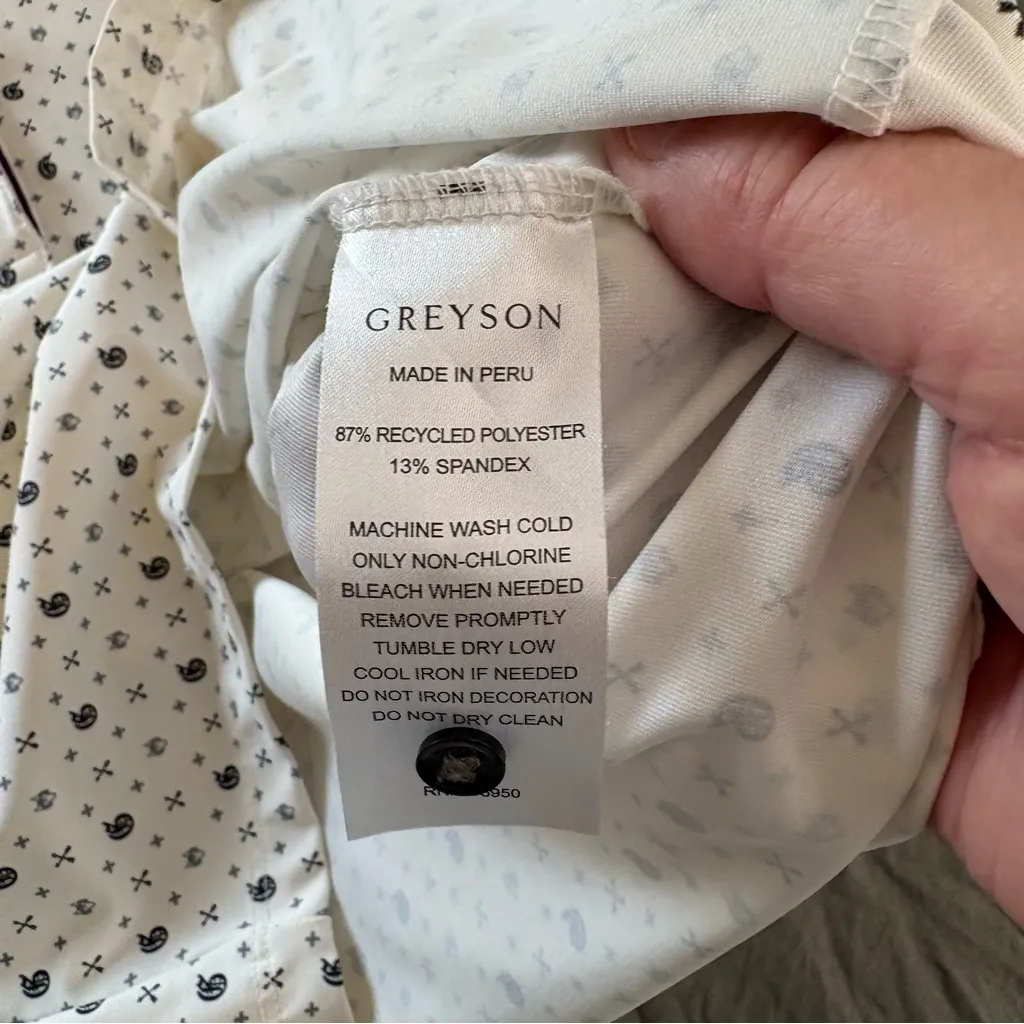 GREYSON
MADE IN PERU
87% RECYCLED POLYESTER
13% SPANDEX
MACHINE WASH COLD
ONLY NON-CHLORINE
BLEACH WHEN NEEDED
REMOVE PROMPTLY
TUMBLE DRY LOW
COOL IRON IF NEEDED
DO NOT IRON DECORATION
DO NOT DRY CLEAN